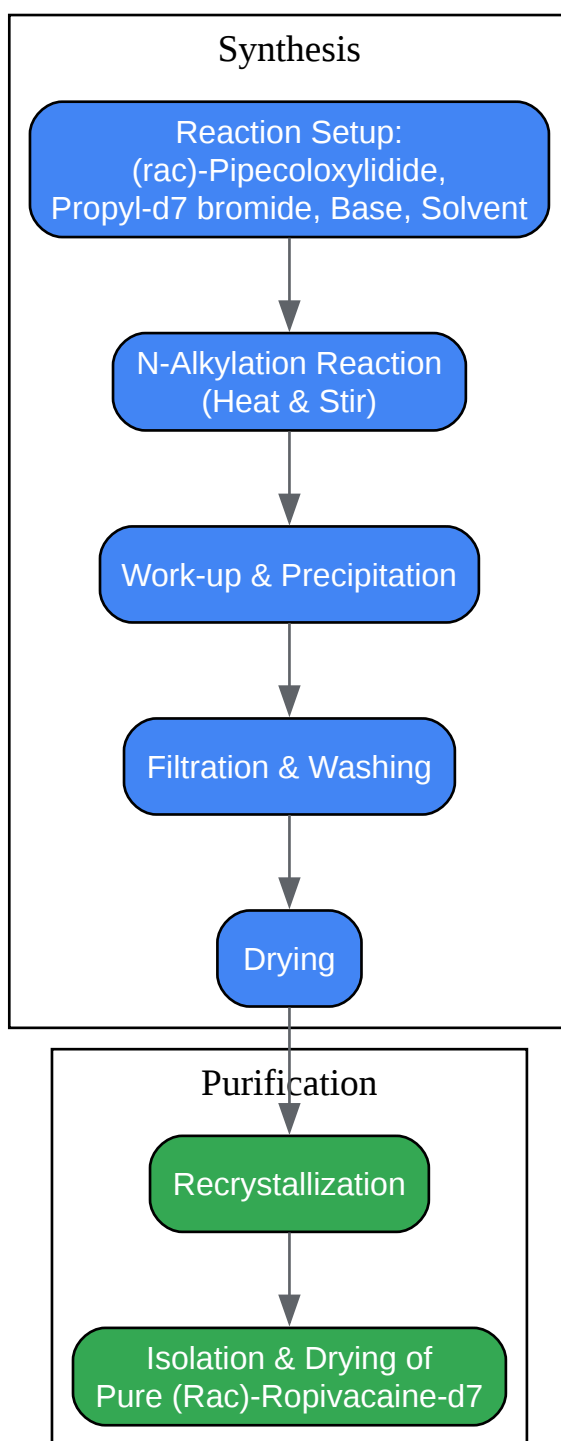 Synthesis
Reaction Setup:
(rac)-Pipecoloxylidide,
Propyl-d7 bromide, Base, Solvent
N-Alkylation Reaction
(Heat & Stir)
Work-up & Precipitation
Filtration & Washing
Drying
Purification
Recrystallization
Isolation & Drying of
Pure (Rac)-Ropivacaine-d7